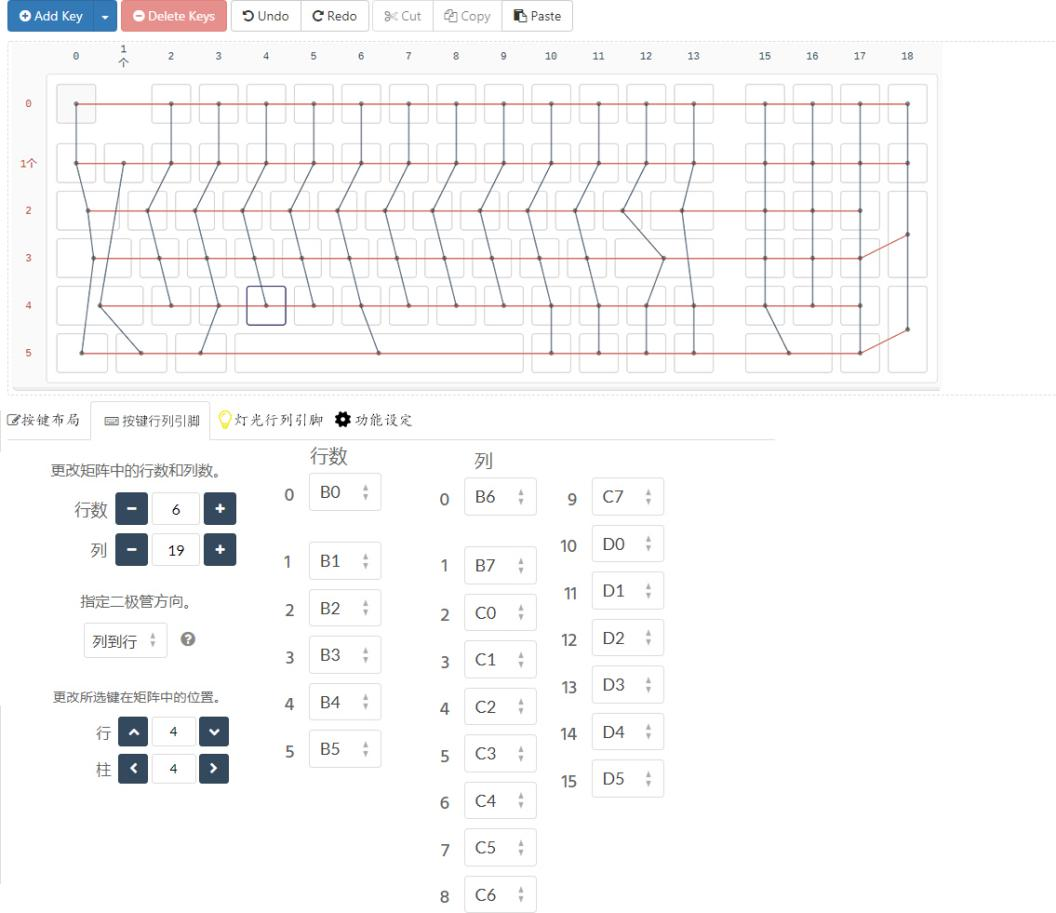 Add Key Delete Keys Undo Redo Cut Copy Paste
0 1个 2 3 4 5 6 7 8 9 10 11 12 13 15 16 17 18
0
1个
2
3
4
5
按键布局 按键行列引脚 灯光行列引脚 功能设定
更改矩阵中的行数和列数。
行数 6
列 19
指定二极管方向。
列到行
更改所选键在矩阵中的位置。
行 4
柱 4
行数
0 B0
1 B1
2 B2
3 B3
4 B4
5 B5
列
0 B6
1 B7
2 C0
3 C1
4 C2
5 C3
6 C4
7 C5
8 C6
9 C7
10 D0
11 D1
12 D2
13 D3
14 D4
15 D5